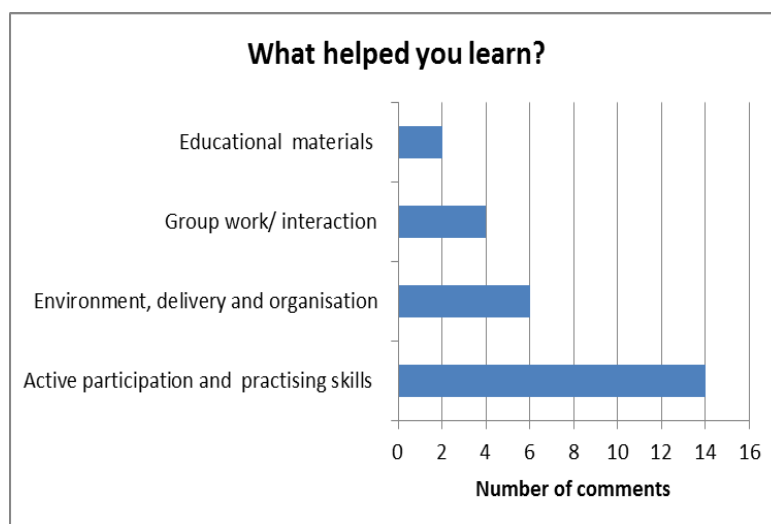 What helped you learn?
Educational materials
Group work/ interaction
Environment, delivery and organisation
Active participation and practising skills
0 2 4 6 8 10 12 14 16
Number of comments